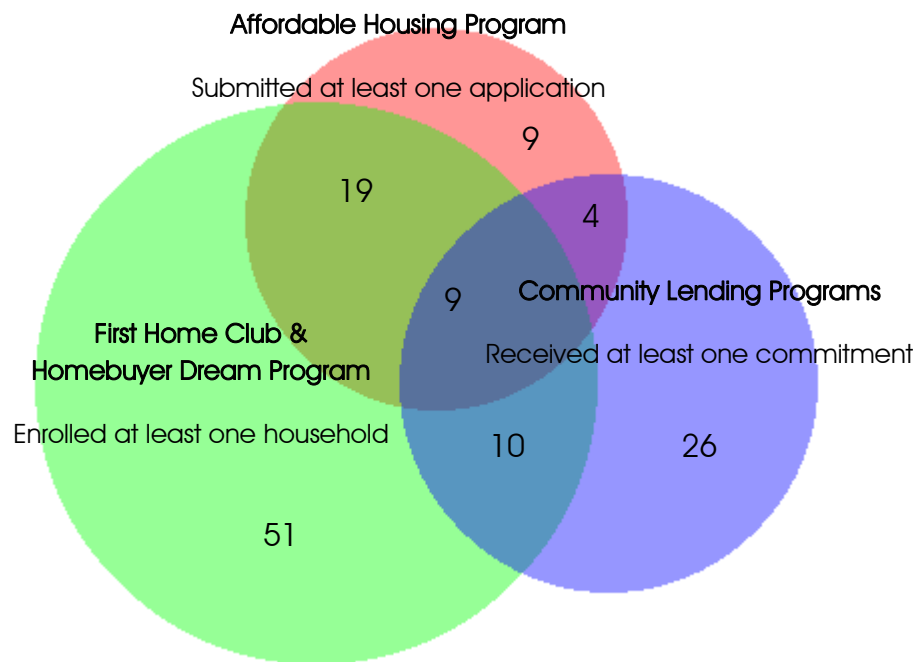 Affordable Housing Program
Submitted at least one application
9
19
4
9
Community Lending Programs
First Home Club &
Homebuyer Dream Program
Received at least one commitment
Enrolled at least one household
10
26
51